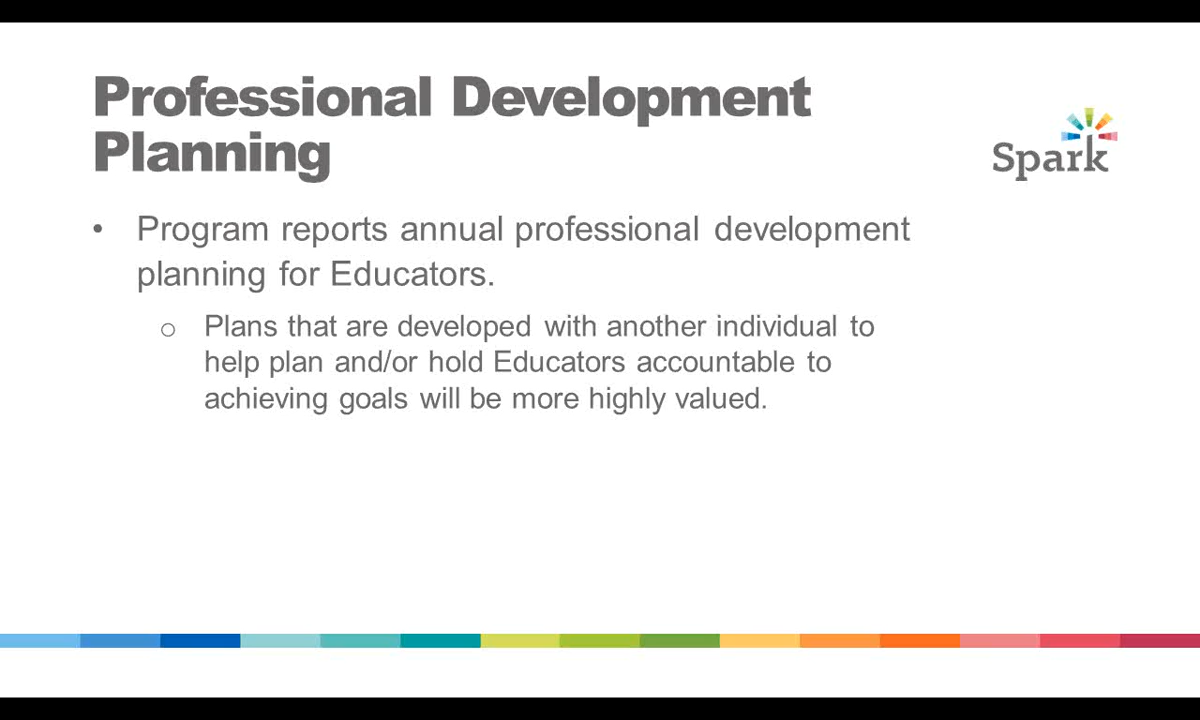 Professional Development
Planning
Spark
• Program reports annual professional development
planning for Educators.
o Plans that are developed with another individual to
help plan and/or hold Educators accountable to
achieving goals will be more highly valued.